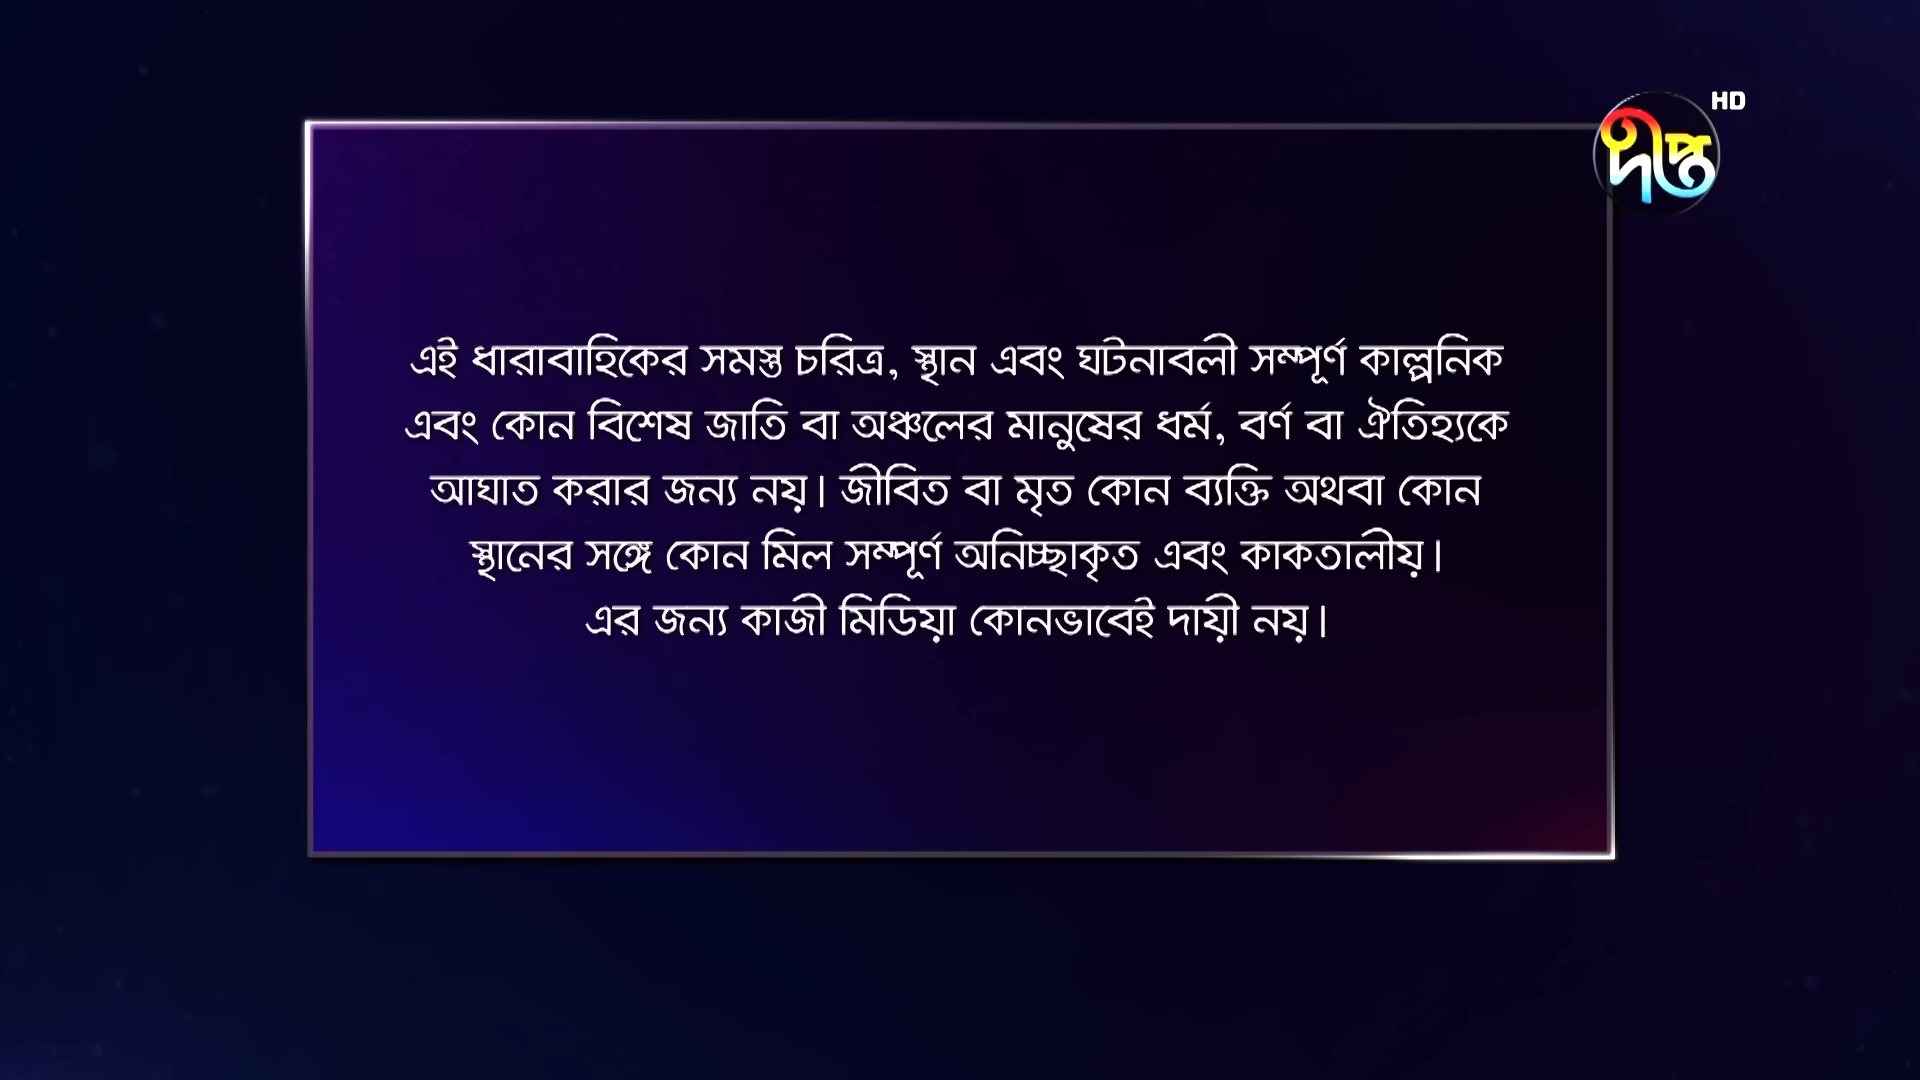 HD
দীপ্ত
এই ধারাবাহিকের সমস্ত চরিত্র, স্থান এবং ঘটনাবলী সম্পূর্ণ কাল্পনিক
এবং কোন বিশেষ জাতি বা অঞ্চলের মানুষের ধর্ম, বর্ণ বা ঐতিহ্যকে
আঘাত করার জন্য নয়। জীবিত বা মৃত কোন ব্যক্তি অথবা কোন
স্থানের সঙ্গে কোন মিল সম্পূর্ণ অনিচ্ছাকৃত এবং কাকতালীয়।
এর জন্য কাজী মিডিয়া কোনভাবেই দায়ী নয়।